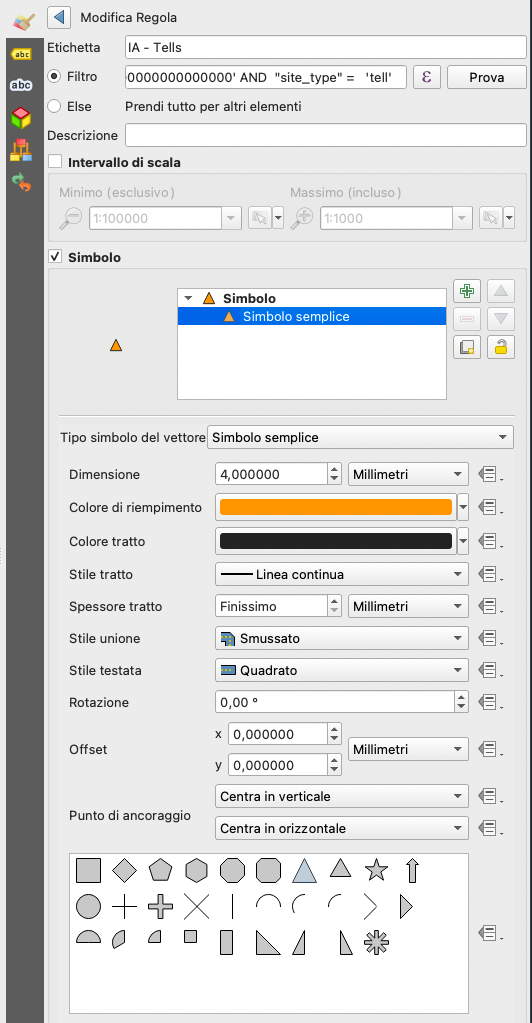 Modifica Regola
Etichetta IA - Tells
Filtro 0000000000000' AND "site_type" = 'tell' ε Prova
Else Prendi tutto per altri elementi
Descrizione
Intervallo di scala
Minimo (esclusivo) Massimo (incluso)
1:100000 1:1000
Simbolo
Simbolo
Simbolo semplice
Tipo simbolo del vettore Simbolo semplice
Dimensione 4,000000 Millimetri
Colore di riempimento
Colore tratto
Stile tratto Linea continua
Spessore tratto Finissimo Millimetri
Stile unione Smussato
Stile testata Quadrato
Rotazione 0,00 °
x 0,000000
Offset Millimetri
y 0,000000
Centra in verticale
Punto di ancoraggio
Centra in orizzontale
abc
abc